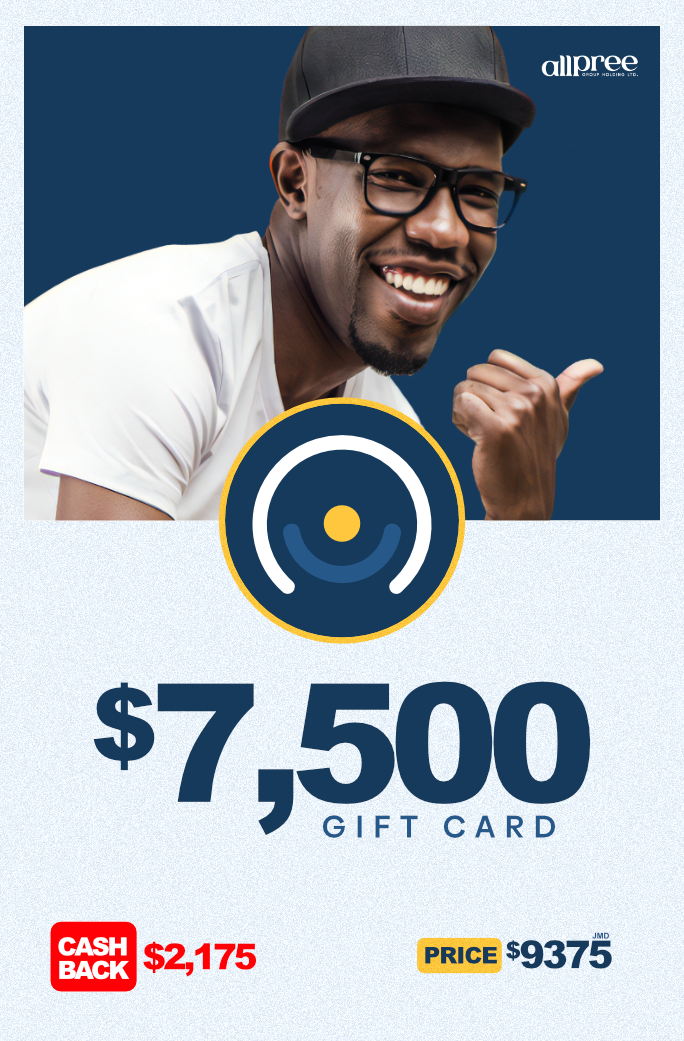 allpree
GROUP HOLDING LTD.
$7,500
GIFT CARD
CASH
BACK
$2,175
PRICE
$9375
JMD